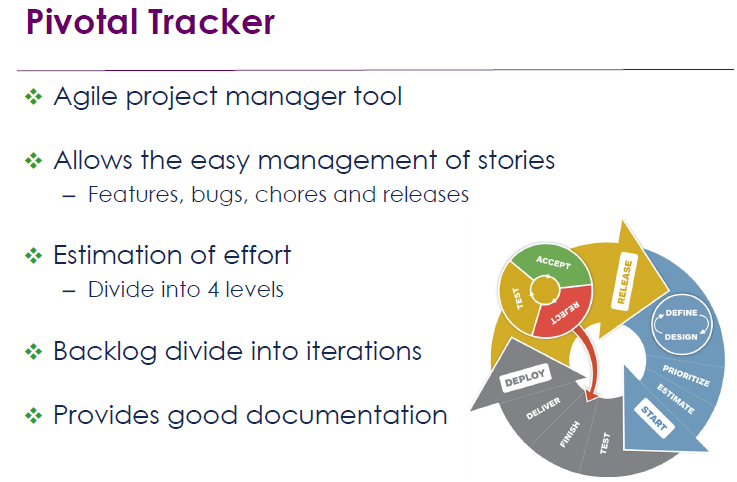 Pivotal Tracker
❖ Agile project manager tool
❖ Allows the easy management of stories
– Features, bugs, chores and releases
❖ Estimation of effort
– Divide into 4 levels
❖ Backlog divide into iterations
❖ Provides good documentation
ACCEPT
TEST
REJECT
RELEASE
DEFINE
DESIGN
PRIORITIZE
ESTIMATE
START
TEST
FINISH
DELIVER
DEPLOY